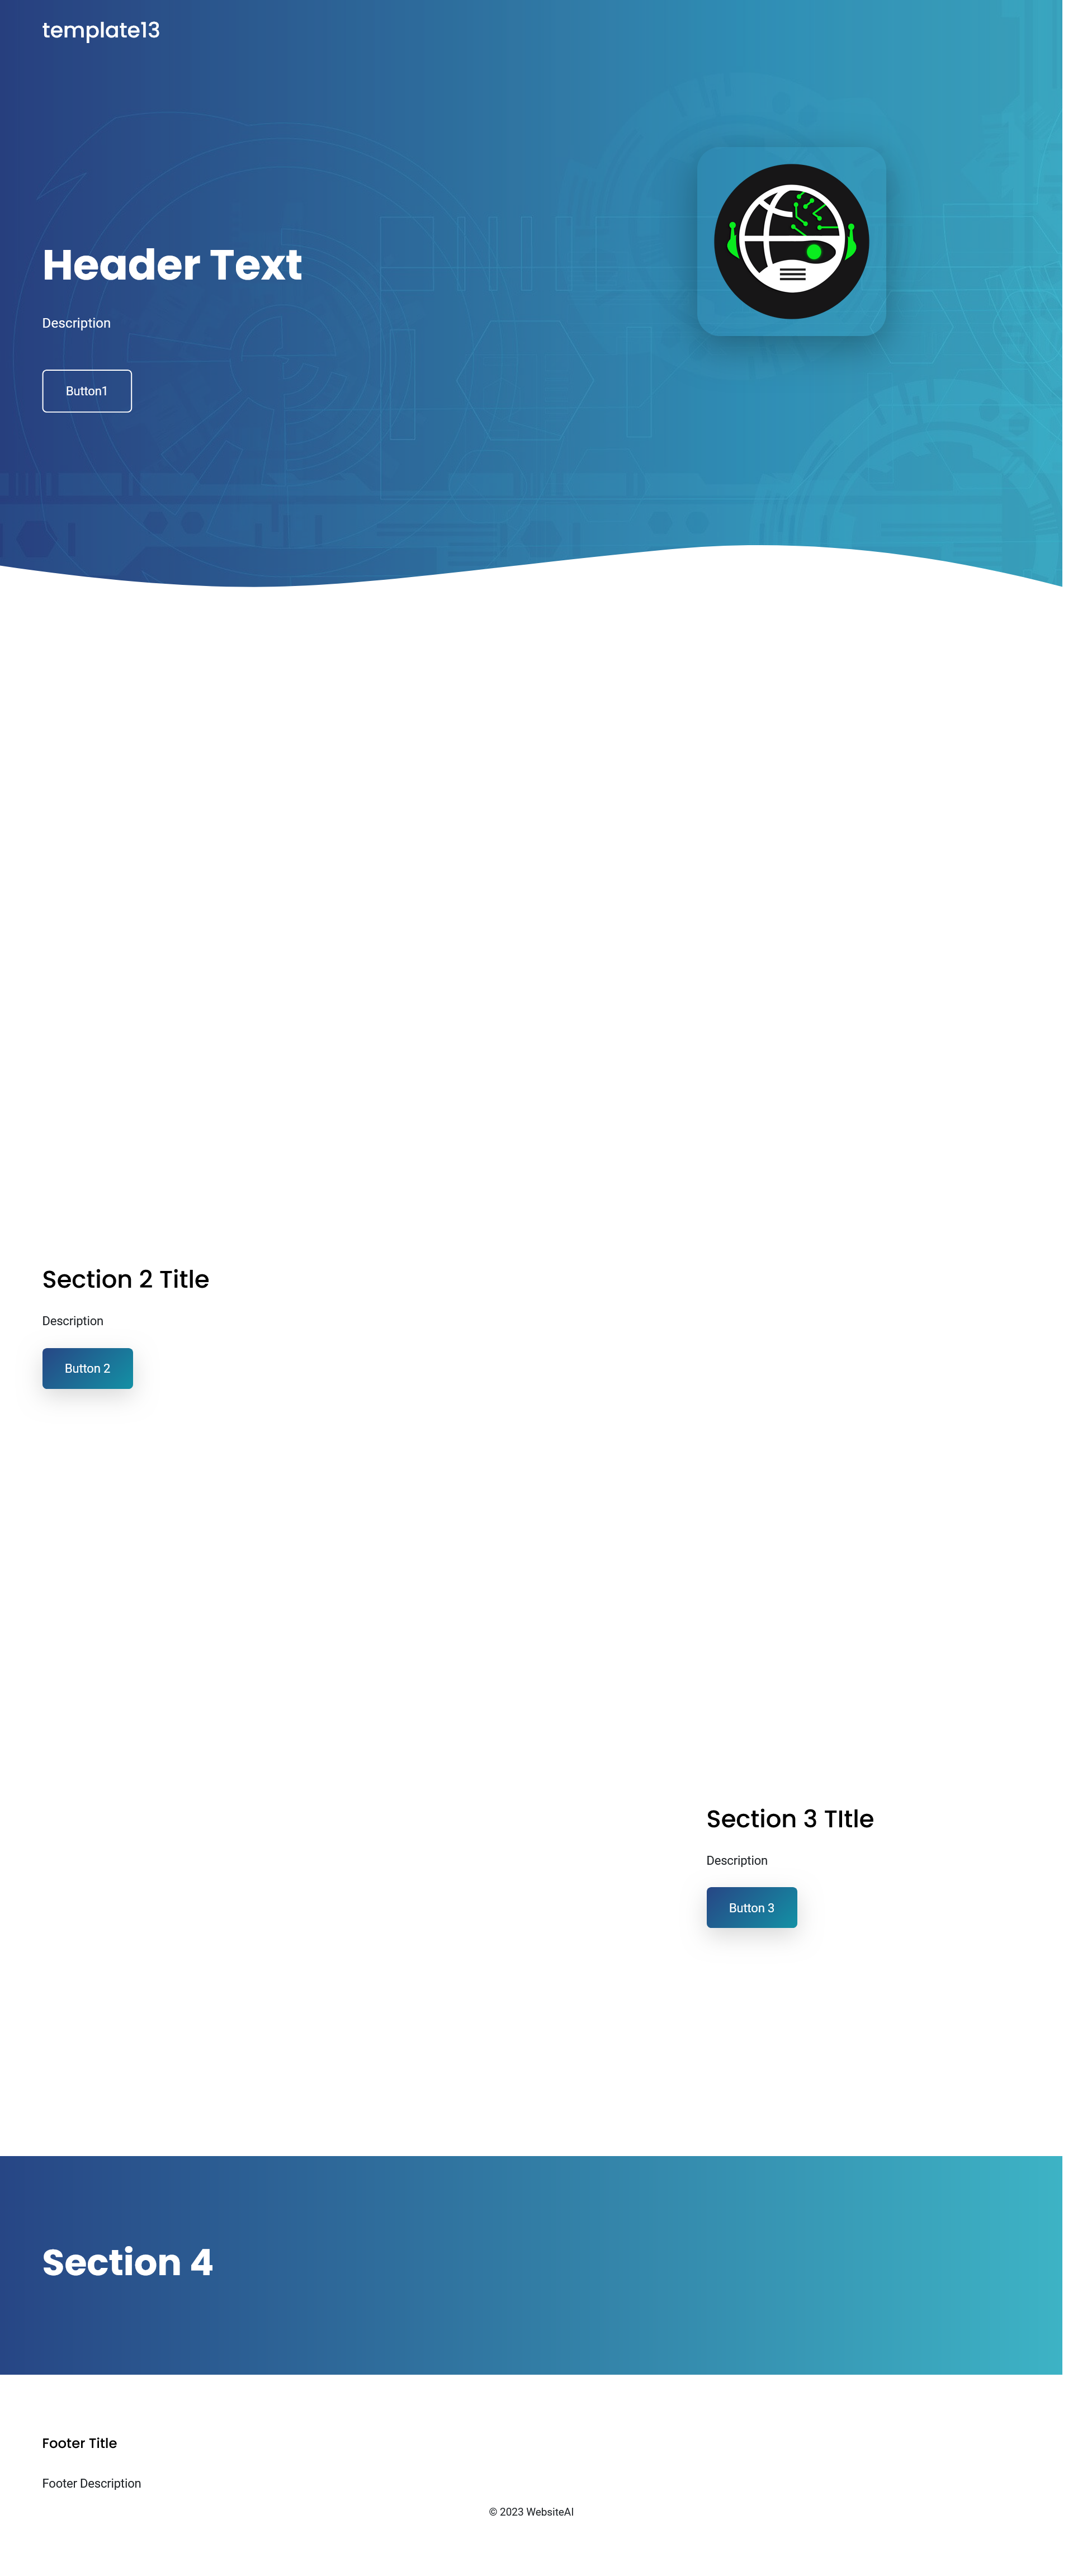 template13
Header Text
Description
Button1
Section 2 Title
Description
Button 2
Section 3 TItle
Description
Button 3
Section 4
Footer Title
Footer Description
© 2023 WebsiteAI